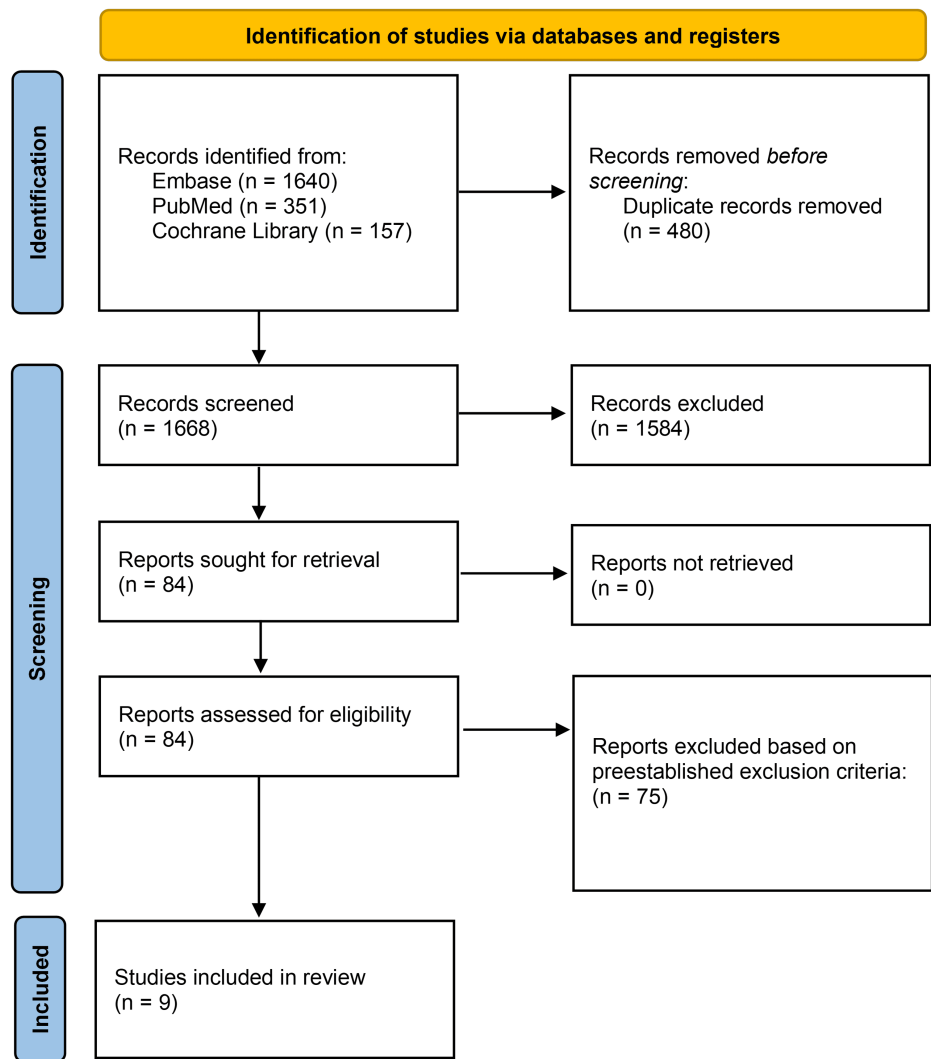 Identification of studies via databases and registers
Identification
Records identified from:
Embase (n = 1640)
PubMed (n = 351)
Cochrane Library (n = 157)
Records removed before
screening:
Duplicate records removed
(n = 480)
Screening
Records screened
(n = 1668)
Records excluded
(n = 1584)
Reports sought for retrieval
(n = 84)
Reports not retrieved
(n = 0)
Reports assessed for eligibility
(n = 84)
Reports excluded based on
preestablished exclusion criteria:
(n = 75)
Included
Studies included in review
(n = 9)